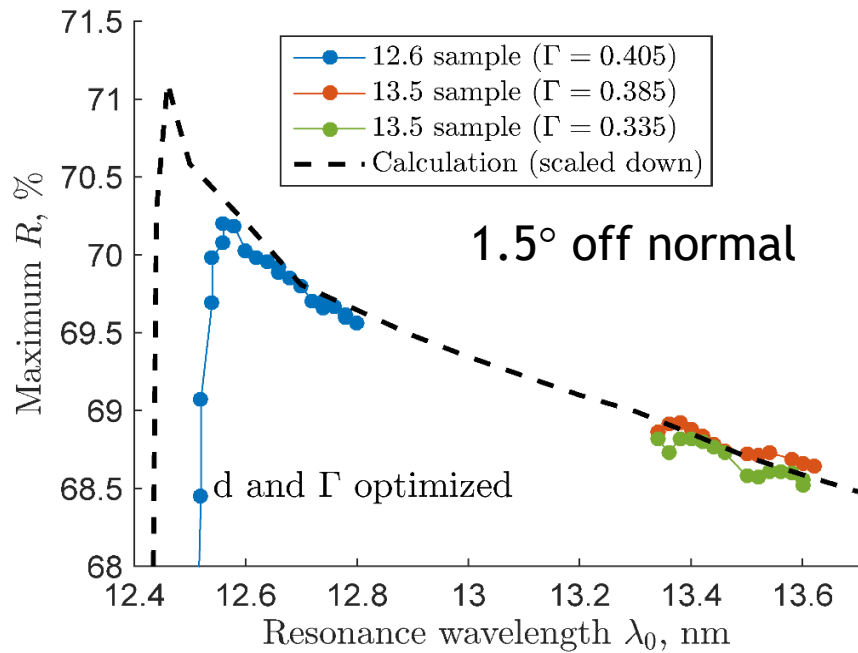 71.5
71
70.5
70
69.5
69
68.5
68
Maximum R, %
12.6 sample (Γ = 0.405)
13.5 sample (Γ = 0.385)
13.5 sample (Γ = 0.335)
Calculation (scaled down)
1.5° off normal
d and Γ optimized
12.4 12.6 12.8 13 13.2 13.4 13.6
Resonance wavelength λ₀, nm